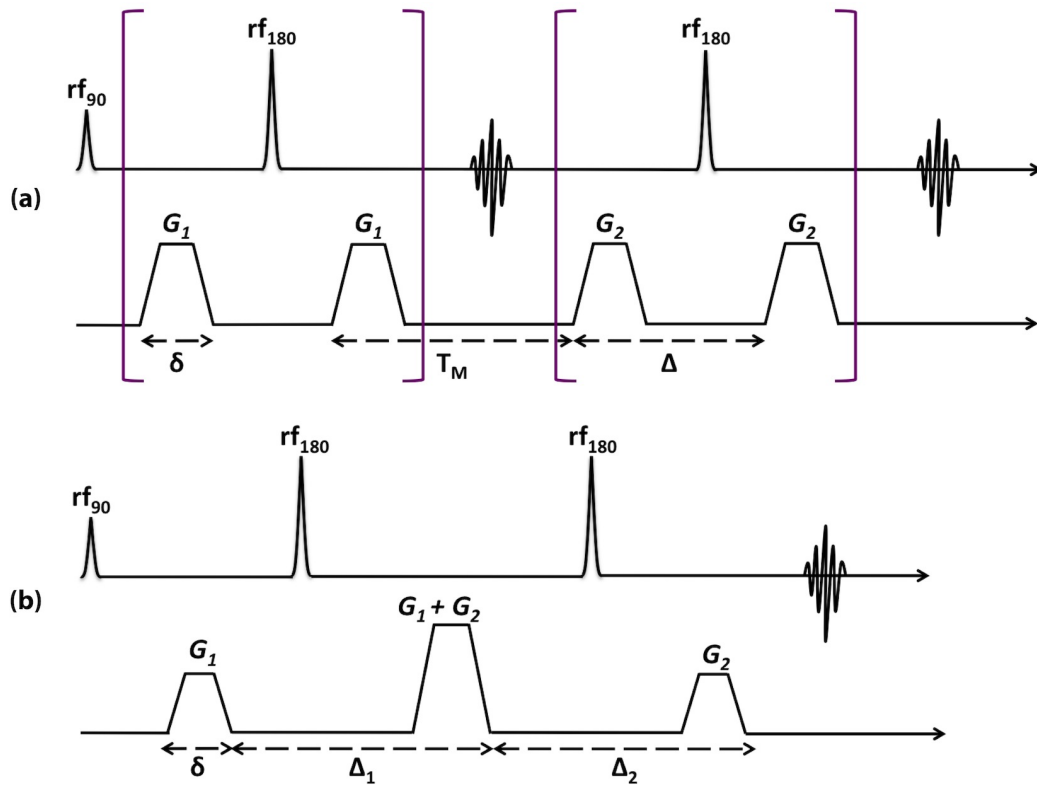 rf180 rf180
rf90
(a)
G1 G1 G2 G2
δ TM Δ
rf180 rf180
rf90
(b)
G1 G1 + G2 G2
δ Δ1 Δ2